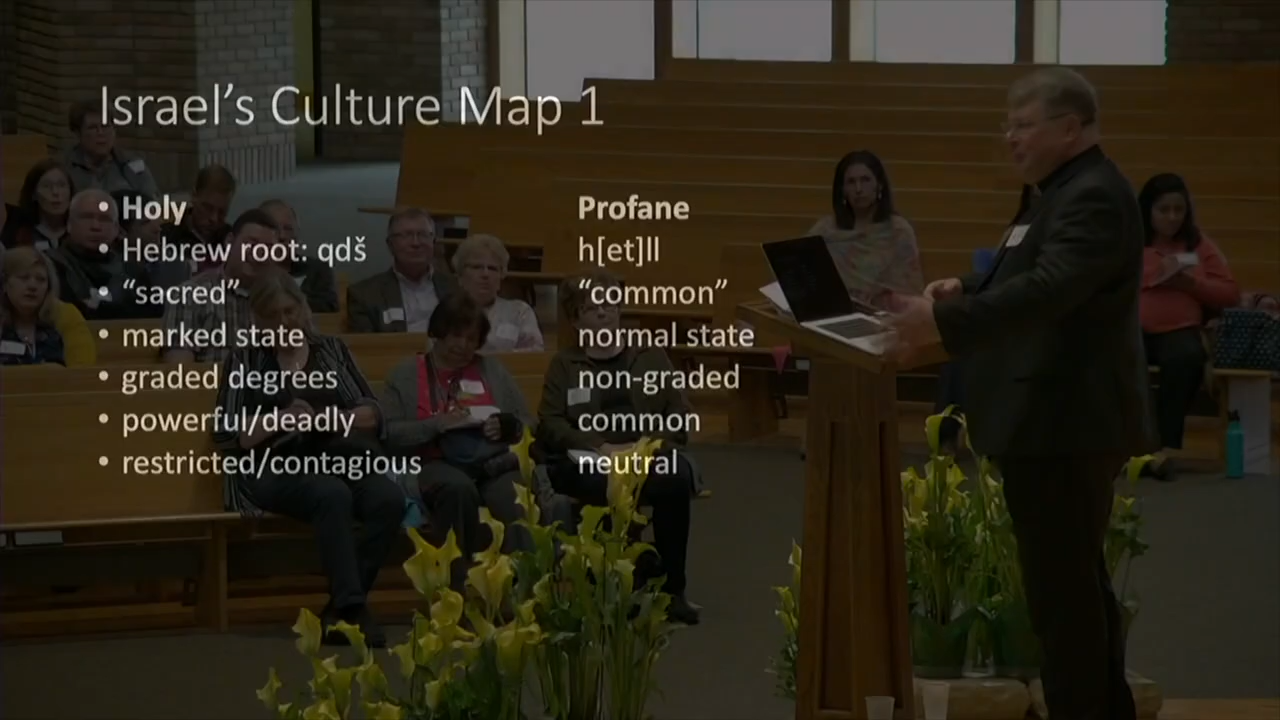 Israel's Culture Map 1
• Holy Profane
• Hebrew root: qdš h[et]ll
• “sacred” “common”
• marked state normal state
• graded degrees non-graded
• powerful/deadly common
• restricted/contagious neutral